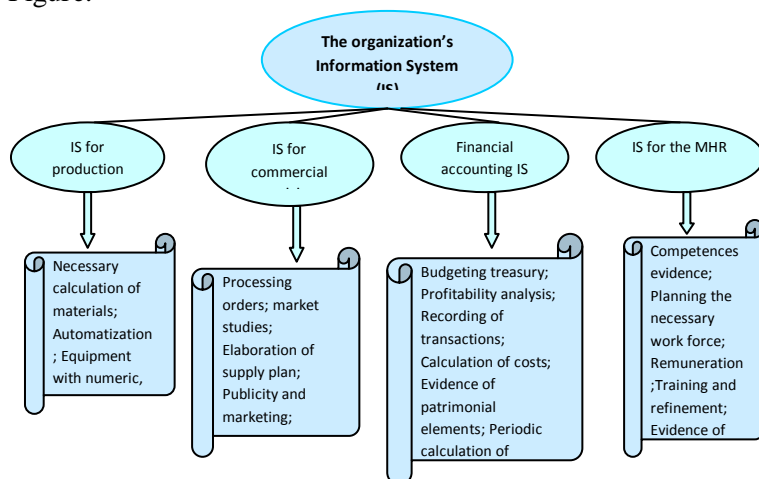 Figure.
The organization's
Information System
(IS)
IS for
production
IS for
commercial
Financial
accounting IS
IS for the MHR
Necessary
calculation of
materials;
Automatization
; Equipment
with numeric,
Processing
orders; market
studies;
Elaboration of
supply plan;
Publicity and
marketing;
Budgeting treasury;
Profitability analysis;
Recording of
transactions;
Calculation of costs;
Evidence of
patrimonial
elements; Periodic
calculation of
Competences
evidence;
Planning the
necessary
work force;
Remuneration
;Training and
refinement;
Evidence of